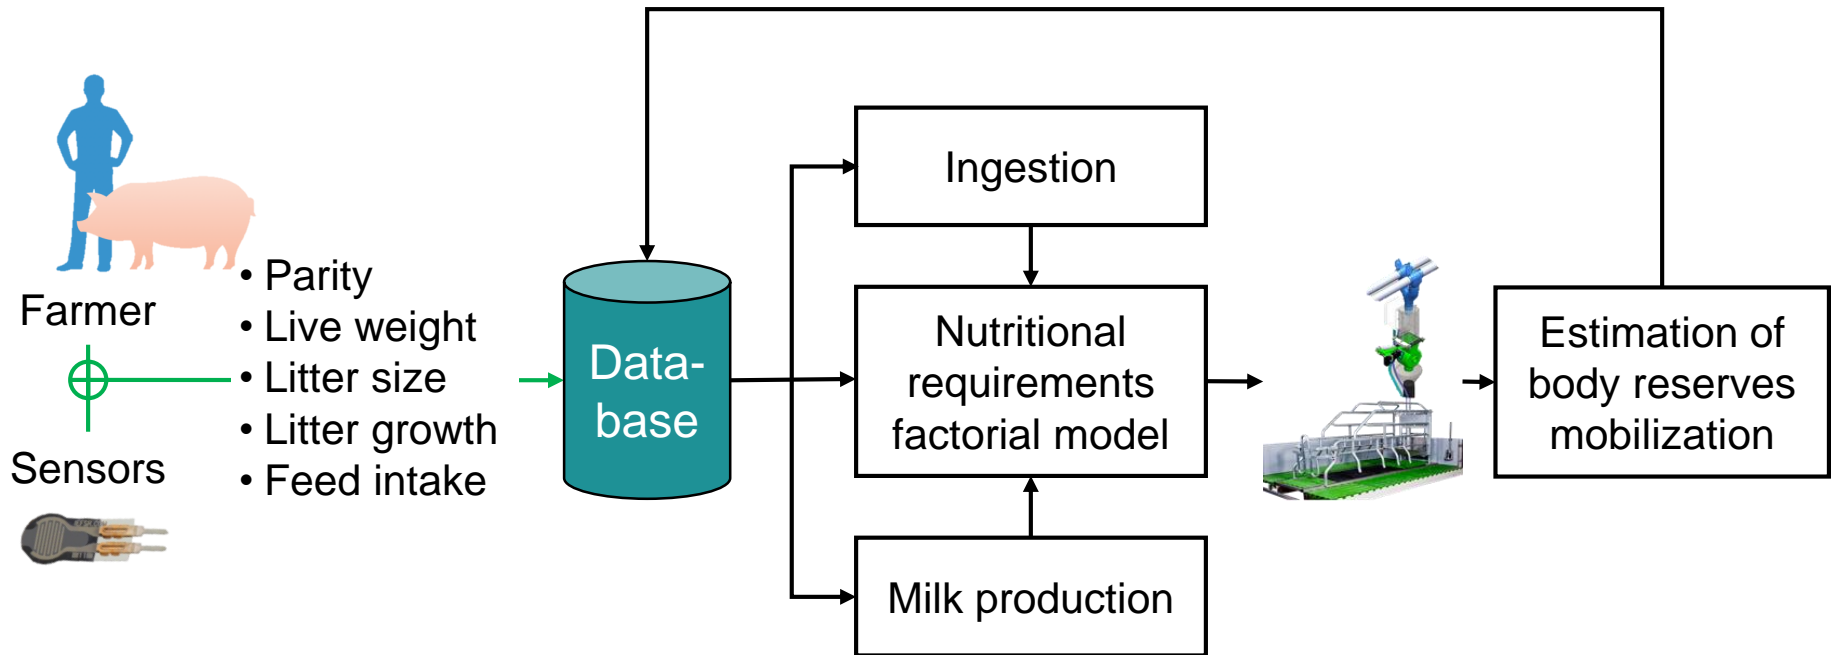 Farmer
Sensors
• Parity
• Live weight
• Litter size
• Litter growth
• Feed intake
Data-
base
Ingestion
Nutritional
requirements
factorial model
Milk production
Estimation of
body reserves
mobilization